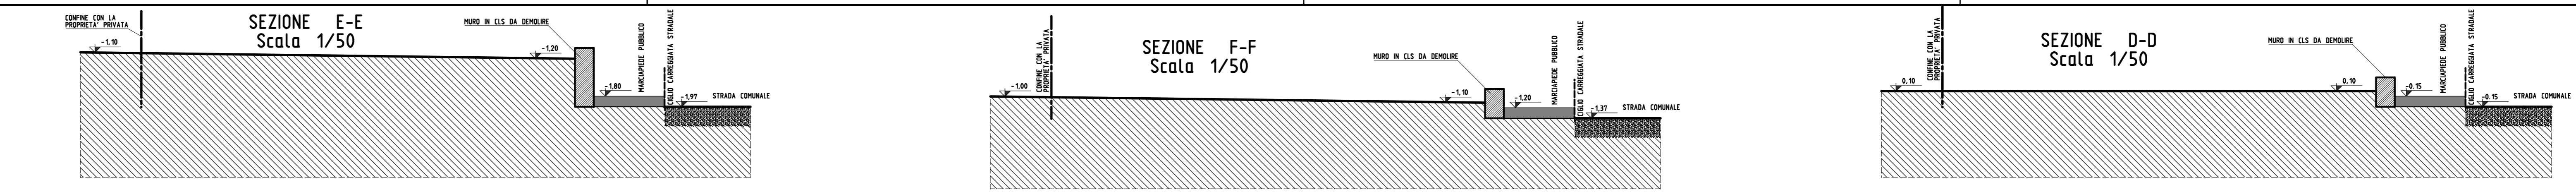 CONFINE CON LA
PROPRIETA' PRIVATA
SEZIONE E-E
Scala 1/50
MURO IN CLS DA DEMOLIRE
-1,10
-1,20
-1,80
MARCIAPIEDE PUBBLICO
CIGLIO CARREGGIATA STRADALE
-1,97
STRADA COMUNALE
-1,00
CONFINE CON LA
PROPRIETA' PRIVATA
SEZIONE F-F
Scala 1/50
MURO IN CLS DA DEMOLIRE
-1,10
-1,20
MARCIAPIEDE PUBBLICO
CIGLIO CARREGGIATA STRADALE
-1,37
STRADA COMUNALE
0,10
CONFINE CON LA
PROPRIETA' PRIVATA
SEZIONE D-D
Scala 1/50
MURO IN CLS DA DEMOLIRE
0,10
-0.15
MARCIAPIEDE PUBBLICO
CIGLIO CARREGGIATA STRADALE
-0.15
STRADA COMUNALE